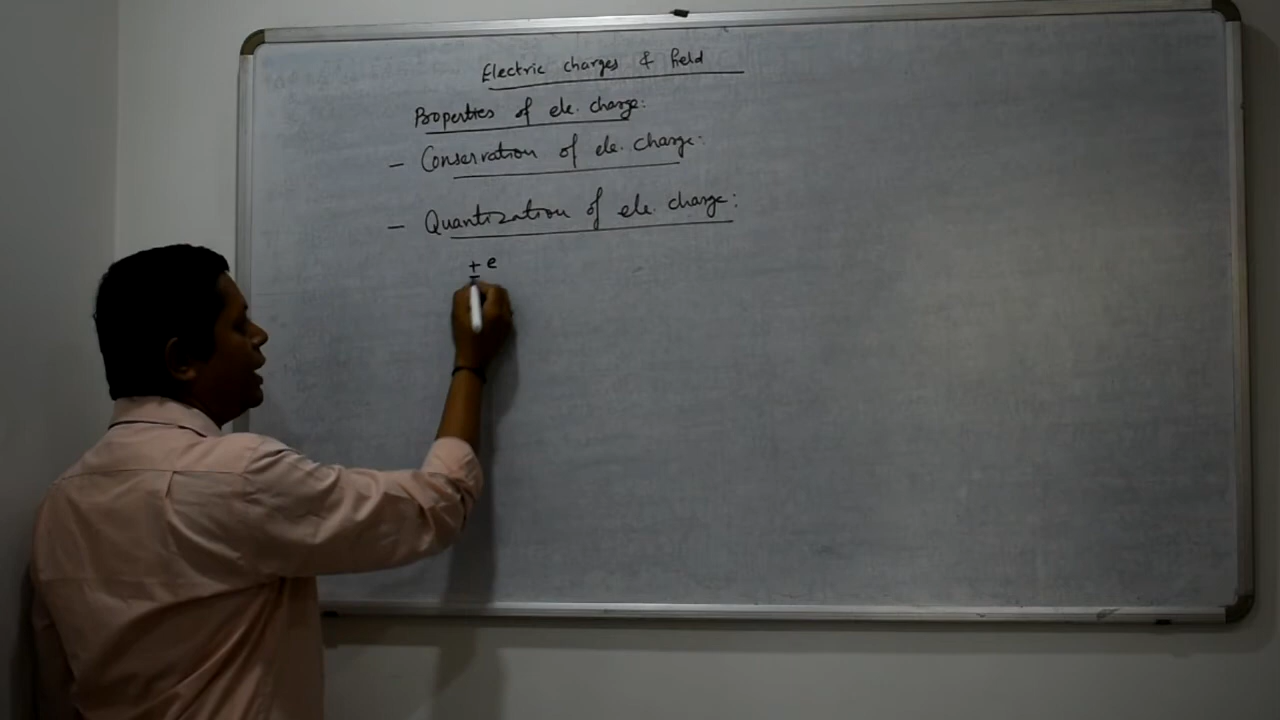 Electric charges & field
Properties of ele. charge:
- Conservation of ele. charge:
- Quantization of ele. charge:
± e